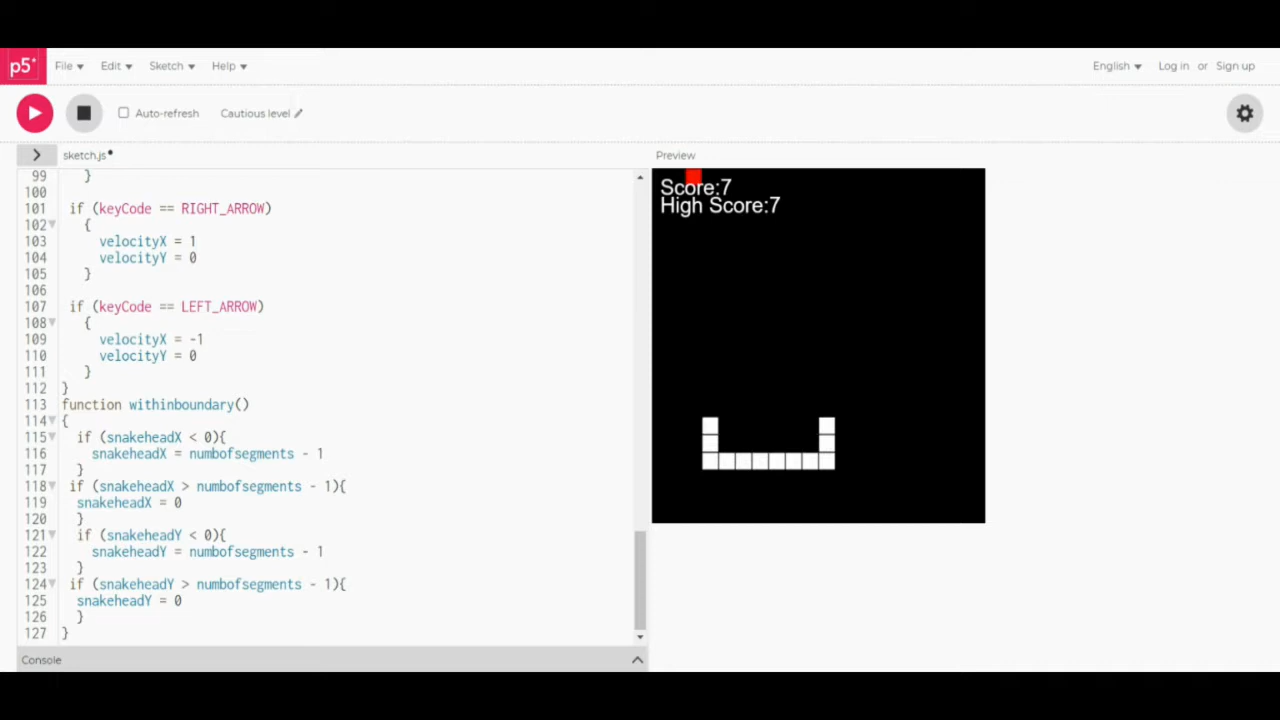 p5*
File Edit Sketch Help English Log in or Sign up
Auto-refresh Cautious level
sketch.js Preview
99 }
100
101 if (keyCode == RIGHT_ARROW)
102 {
103 velocityX = 1
104 velocityY = 0
105 }
106
107 if (keyCode == LEFT_ARROW)
108 {
109 velocityX = -1
110 velocityY = 0
111 }
112 }
113 function withinboundary()
114 {
115 if (snakeheadX < 0){
116 snakeheadX = numbofsegments - 1
117 }
118 if (snakeheadX > numbofsegments - 1){
119 snakeheadX = 0
120 }
121 if (snakeheadY < 0){
122 snakeheadY = numbofsegments - 1
123 }
124 if (snakeheadY > numbofsegments - 1){
125 snakeheadY = 0
126 }
127 }
Score:7
High Score:7
Console